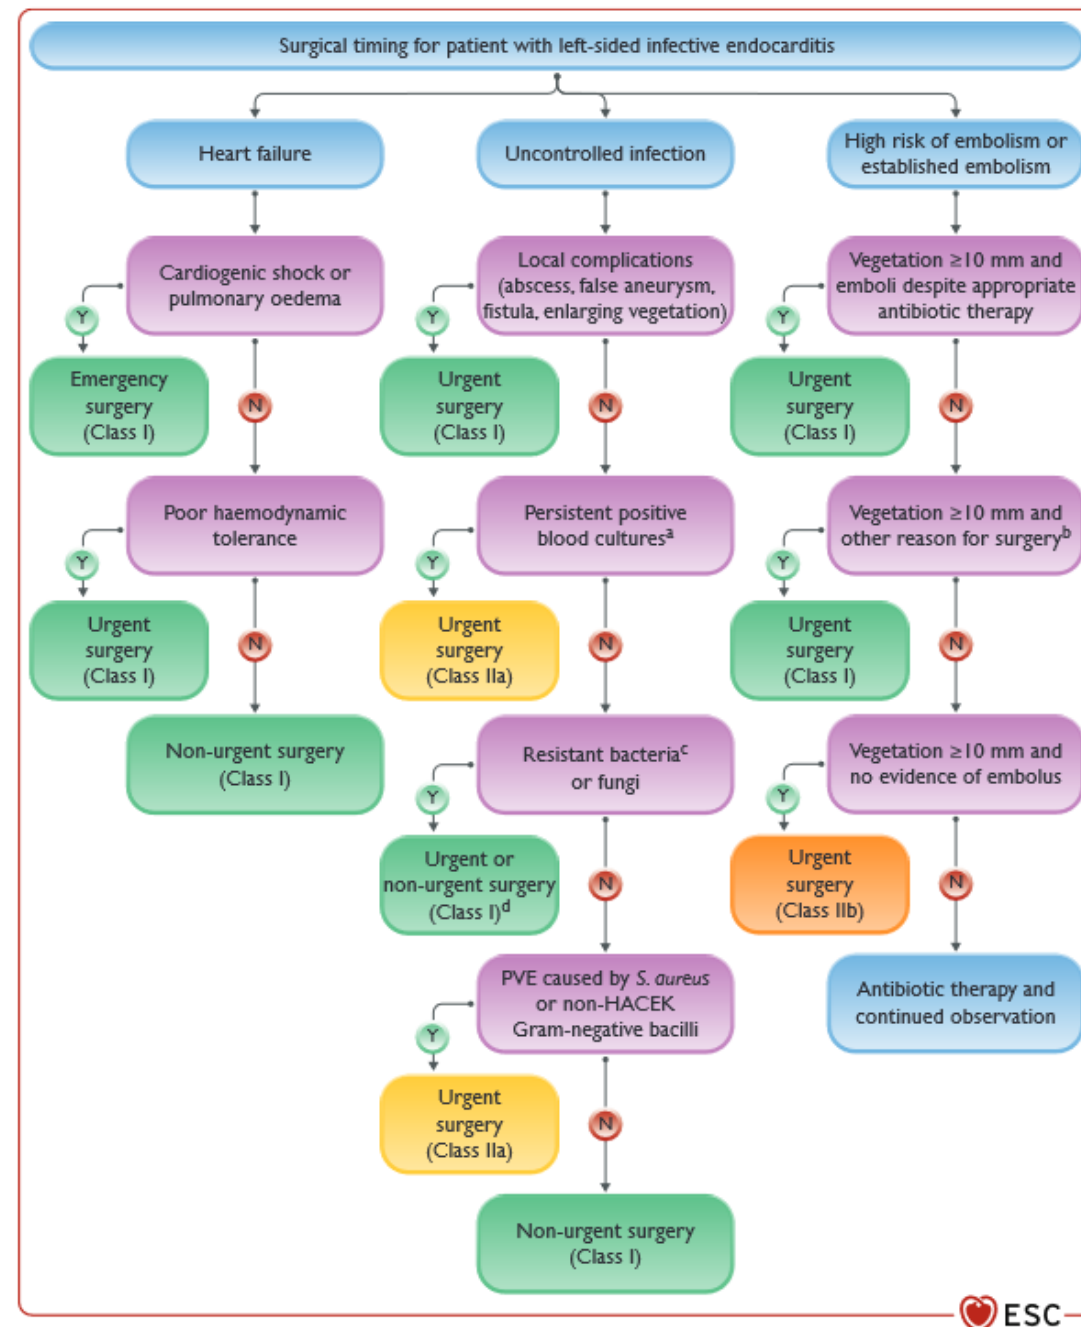 Surgical timing for patient with left-sided infective endocarditis
Heart failure
Uncontrolled infection
High risk of embolism or
established embolism
Cardiogenic shock or
pulmonary oedema
Y
Emergency
surgery
(Class I)
N
Poor haemodynamic
tolerance
Y
Urgent
surgery
(Class I)
N
Non-urgent surgery
(Class I)
Local complications
(abscess, false aneurysm,
fistula, enlarging vegetation)
Y
Urgent
surgery
(Class I)
N
Persistent positive
blood culturesᵃ
Y
Urgent
surgery
(Class IIa)
N
Resistant bacteriaᶜ
or fungi
Y
Urgent or
non-urgent surgery
(Class I)ᵈ
N
PVE caused by S. aureus
or non-HACEK
Gram-negative bacilli
Y
Urgent
surgery
(Class IIa)
N
Non-urgent surgery
(Class I)
Vegetation ≥10 mm and
emboli despite appropriate
antibiotic therapy
Y
Urgent
surgery
(Class I)
N
Vegetation ≥10 mm and
other reason for surgeryᵇ
Y
Urgent
surgery
(Class I)
N
Vegetation ≥10 mm and
no evidence of embolus
Y
Urgent
surgery
(Class IIb)
N
Antibiotic therapy and
continued observation
ESC